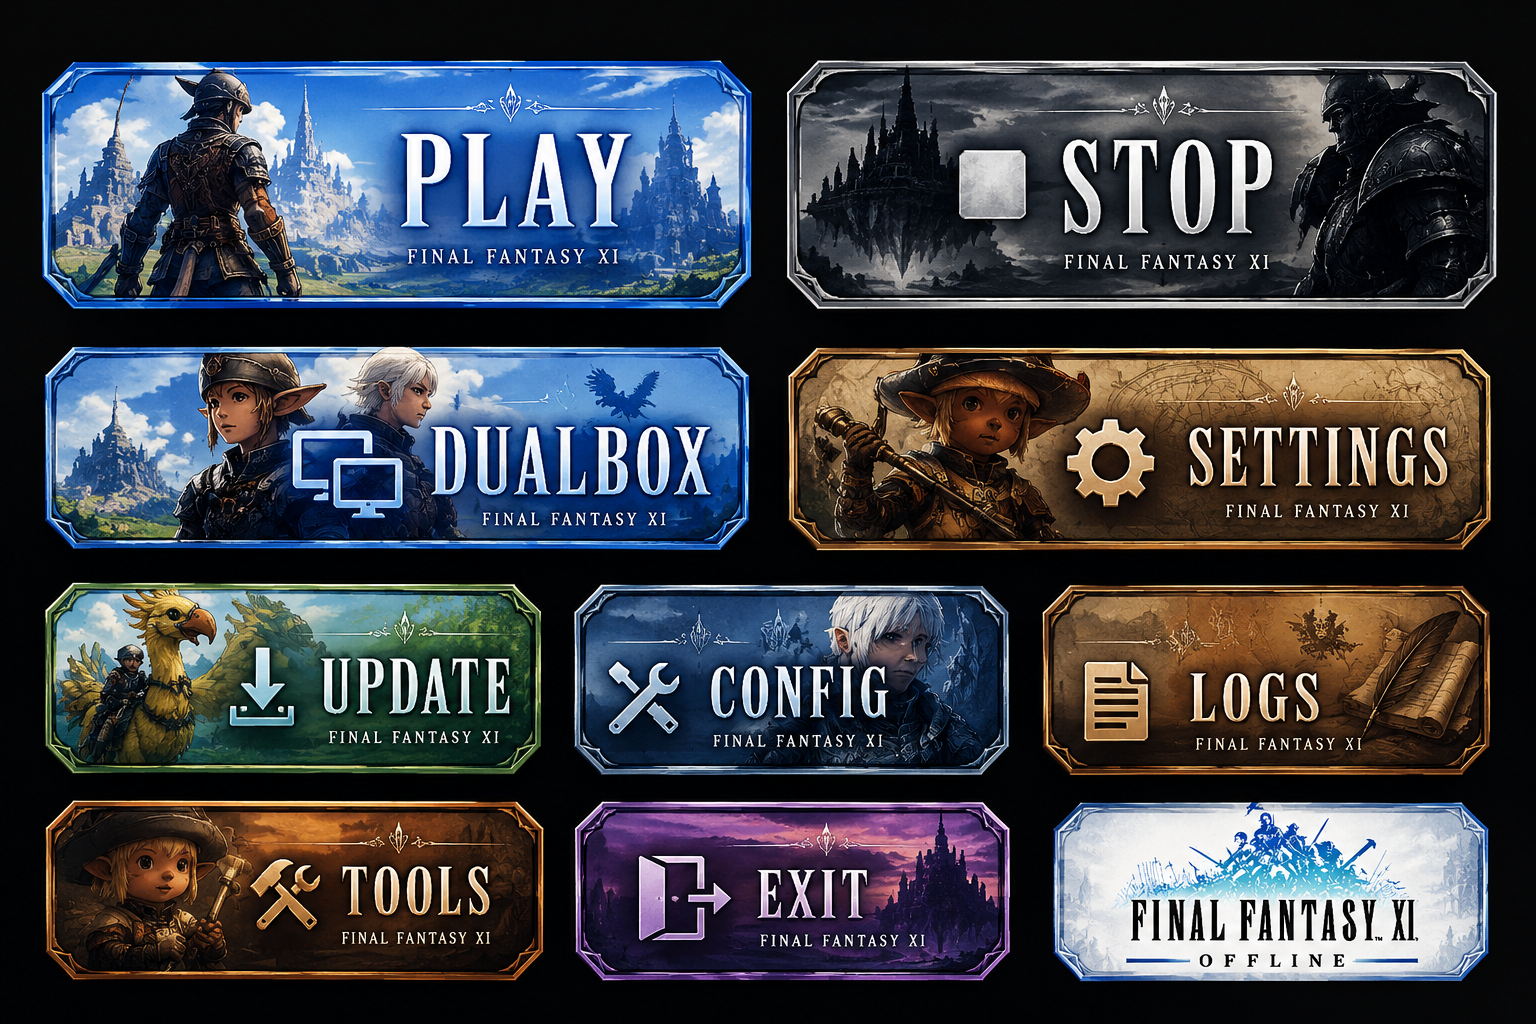 PLAY
FINAL FANTASY XI
STOP
FINAL FANTASY XI
DUALBOX
FINAL FANTASY XI
SETTINGS
FINAL FANTASY XI
UPDATE
FINAL FANTASY XI
CONFIG
FINAL FANTASY XI
LOGS
FINAL FANTASY XI
TOOLS
FINAL FANTASY XI
EXIT
FINAL FANTASY XI
FINAL FANTASY™ XI
OFFLINE